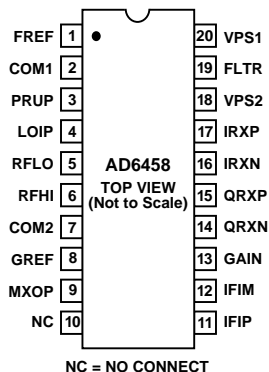 FREF 1 20 VPS1
COM1 2 19 FLTR
PRUP 3 18 VPS2
LOIP 4 17 IRXP
RFLO 5 16 IRXN
AD6458
TOP VIEW
(Not to Scale)
RFHI 6 15 QRXP
COM2 7 14 QRXN
GREF 8 13 GAIN
MXOP 9 12 IFIM
NC 10 11 IFIP
NC = NO CONNECT